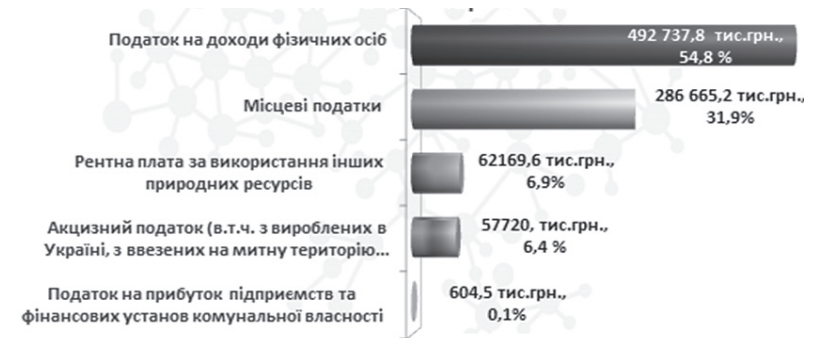 Податок на доходи фізичних осіб
492 737,8 тис.грн.,
54,8 %
Місцеві податки
286 665,2 тис.грн.,
31,9%
Рентна плата за використання інших
природних ресурсів
62169,6 тис.грн.,
6,9%
Акцизний податок (в.т.ч. з вироблених в
Україні, з ввезених на митну територію...
57720, тис.грн.,
6,4 %
Податок на прибуток підприємств та
фінансових установ комунальної власності
604,5 тис.грн.,
0,1%